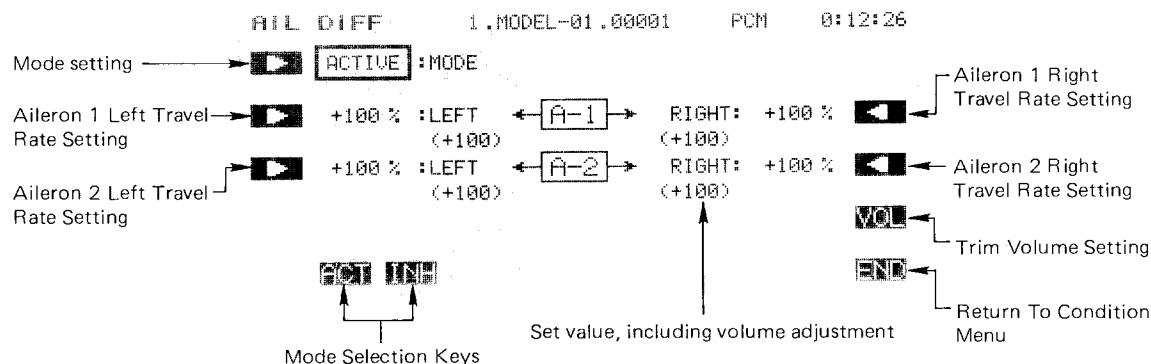 AIL DIFF 1.MODEL-01.00001 PCM 0:12:26
Mode setting
ACTIVE :MODE
Aileron 1 Right
Travel Rate Setting
Aileron 1 Left Travel
Rate Setting
+100 % :LEFT A-1 RIGHT: +100 %
(+100) (+100)
+100 % :LEFT A-2 RIGHT: +100 %
(+100) (+100)
Aileron 2 Left Travel
Rate Setting
Aileron 2 Right
Travel Rate Setting
VOL
Trim Volume Setting
ACT INH
END
Return To Condition
Menu
Set value, including volume adjustment
Mode Selection Keys